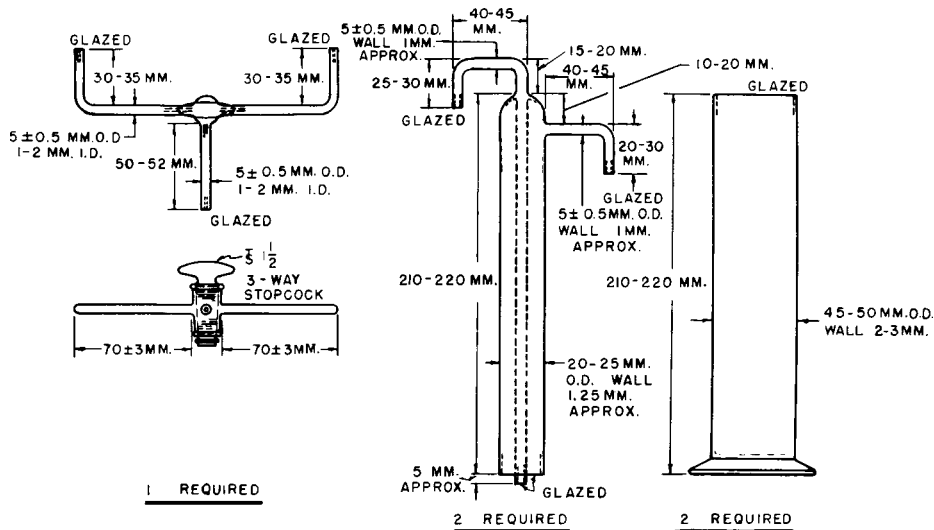 GLAZED
GLAZED
30-35 MM.
30-35 MM.
5±0.5 MM.O.D
1-2 MM. I.D.
50-52 MM.
5±0.5 MM. O.D.
1-2 MM. I.D.
GLAZED
1 1/2
3-WAY
STOPCOCK
70±3MM.
70±3MM.
1 REQUIRED
40-45
MM.
5±0.5 MM.O.D.
WALL 1MM.
APPROX.
25-30 MM.
GLAZED
15-20 MM.
40-45
MM.
10-20 MM.
20-30
MM.
GLAZED
5±0.5MM.O.D.
WALL 1MM.
APPROX.
210-220 MM.
20-25 MM.
O.D. WALL
1.25 MM.
APPROX.
5 MM.
APPROX.
GLAZED
2 REQUIRED
GLAZED
210-220 MM.
45-50 MM.O.D.
WALL 2-3MM.
2 REQUIRED